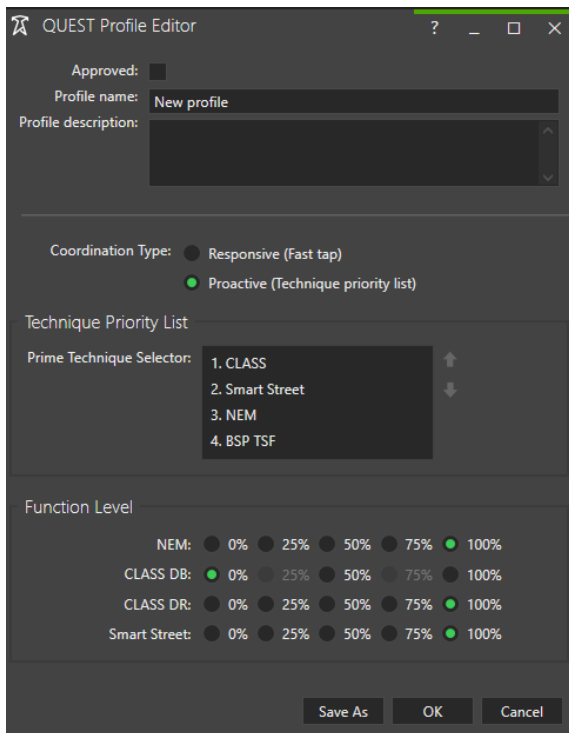 QUEST Profile Editor ?
Approved:
Profile name: New profile
Profile description:
Coordination Type: Responsive (Fast tap)
Proactive (Technique priority list)
Technique Priority List
Prime Technique Selector: 1. CLASS
2. Smart Street
3. NEM
4. BSP TSF
Function Level
NEM: 0% 25% 50% 75% 100%
CLASS DB: 0% 25% 50% 75% 100%
CLASS DR: 0% 25% 50% 75% 100%
Smart Street: 0% 25% 50% 75% 100%
Save As OK Cancel